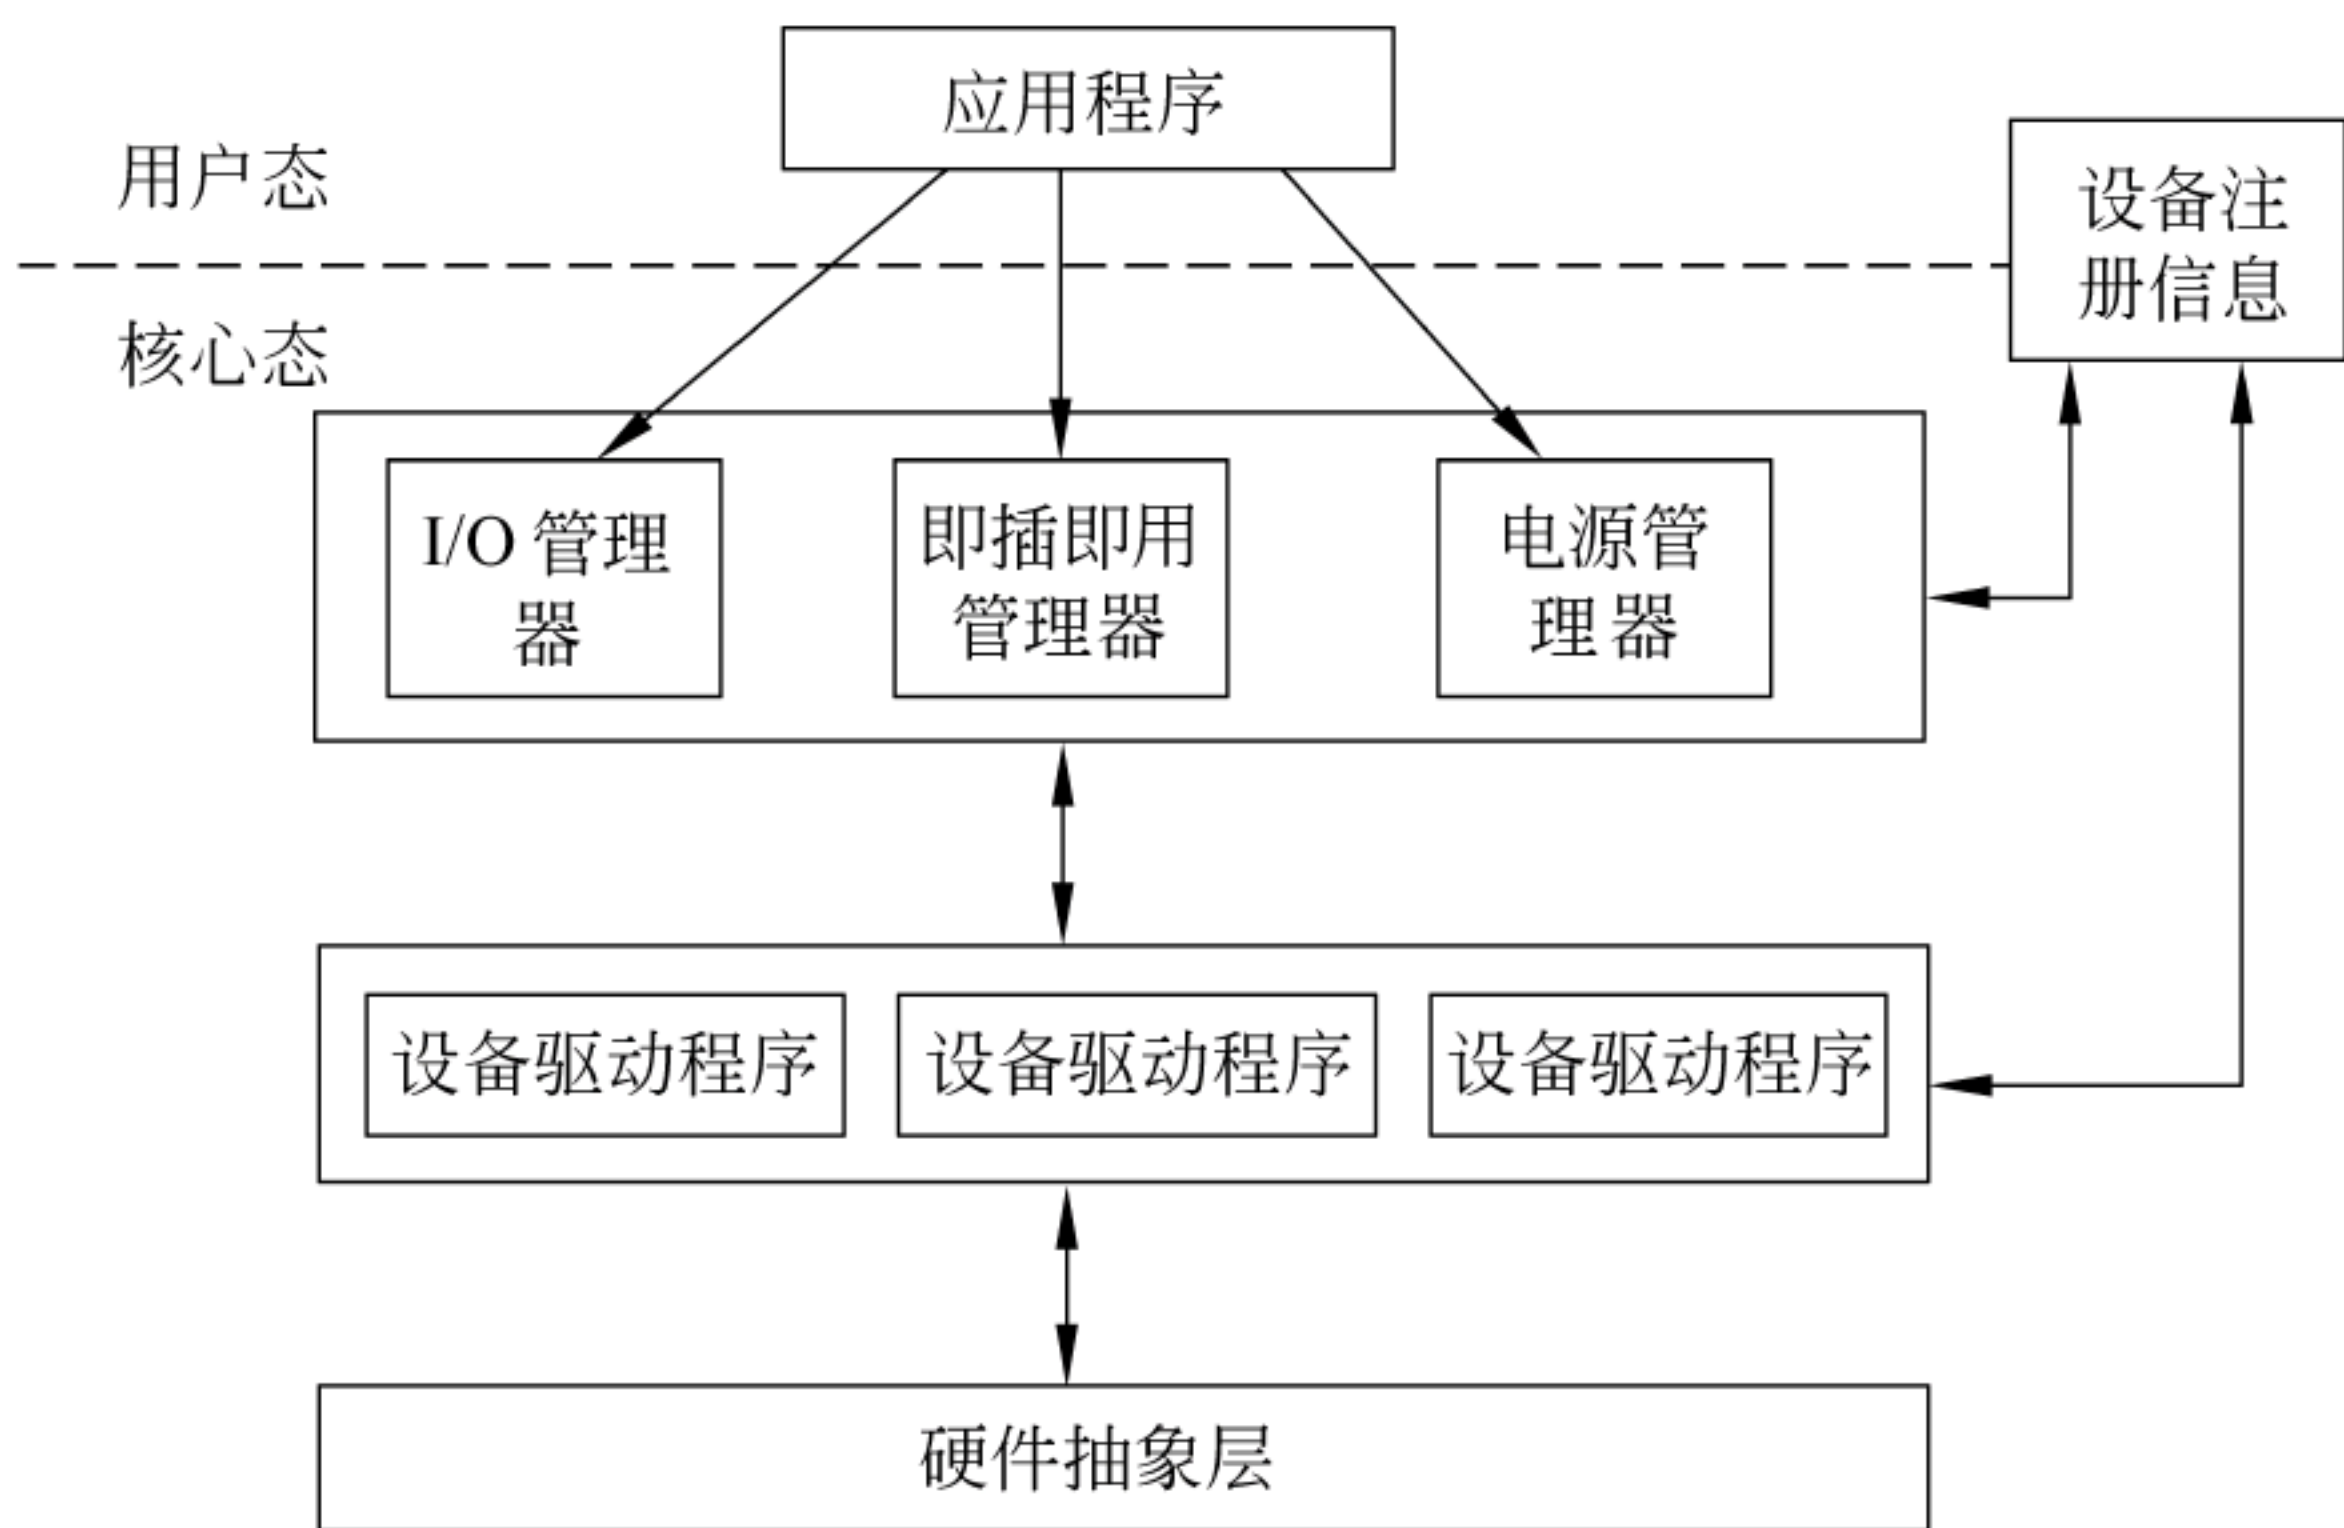 应用程序
用户态
设备注
册信息
核心态
I/O 管理
器
即插即用
管理器
电源管
理器
设备驱动程序
设备驱动程序
设备驱动程序
硬件抽象层